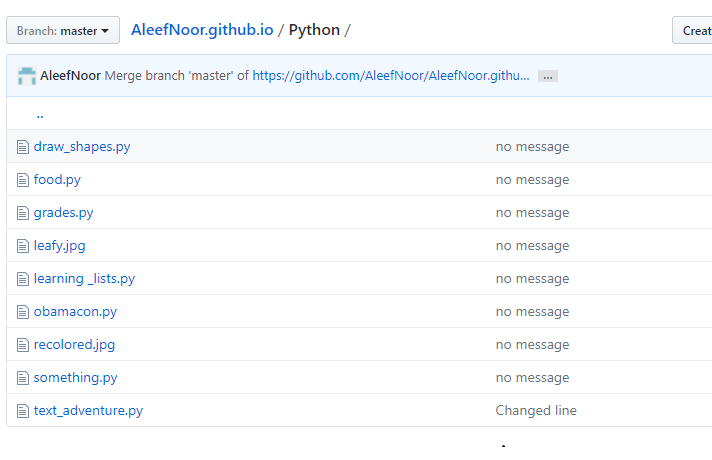 Branch: master AleefNoor.github.io / Python / Creat
AleefNoor Merge branch 'master' of https://github.com/AleefNoor/AleefNoor.githu... ...
..
draw_shapes.py no message
food.py no message
grades.py no message
leafy.jpg no message
learning _lists.py no message
obamacon.py no message
recolored.jpg no message
something.py no message
text_adventure.py Changed line